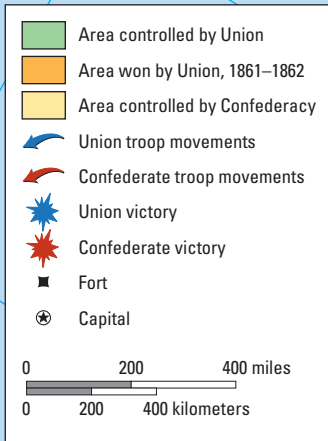 Area controlled by Union
Area won by Union, 1861–1862
Area controlled by Confederacy
Union troop movements
Confederate troop movements
Union victory
Confederate victory
Fort
Capital
0 200 400 miles
0 200 400 kilometers